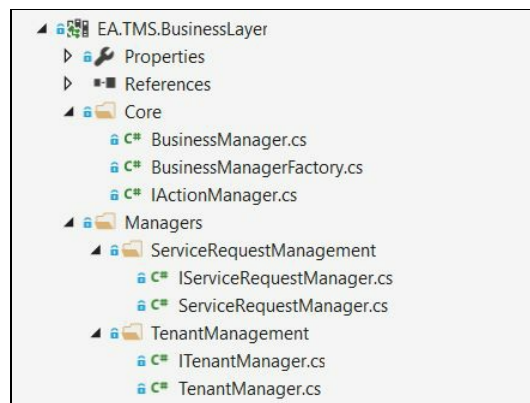 EA.TMS.BusinessLayer
Properties
References
Core
C# BusinessManager.cs
C# BusinessManagerFactory.cs
C# IActionManager.cs
Managers
ServiceRequestManagement
C# IServiceRequestManager.cs
C# ServiceRequestManager.cs
TenantManagement
C# ITenantManager.cs
C# TenantManager.cs